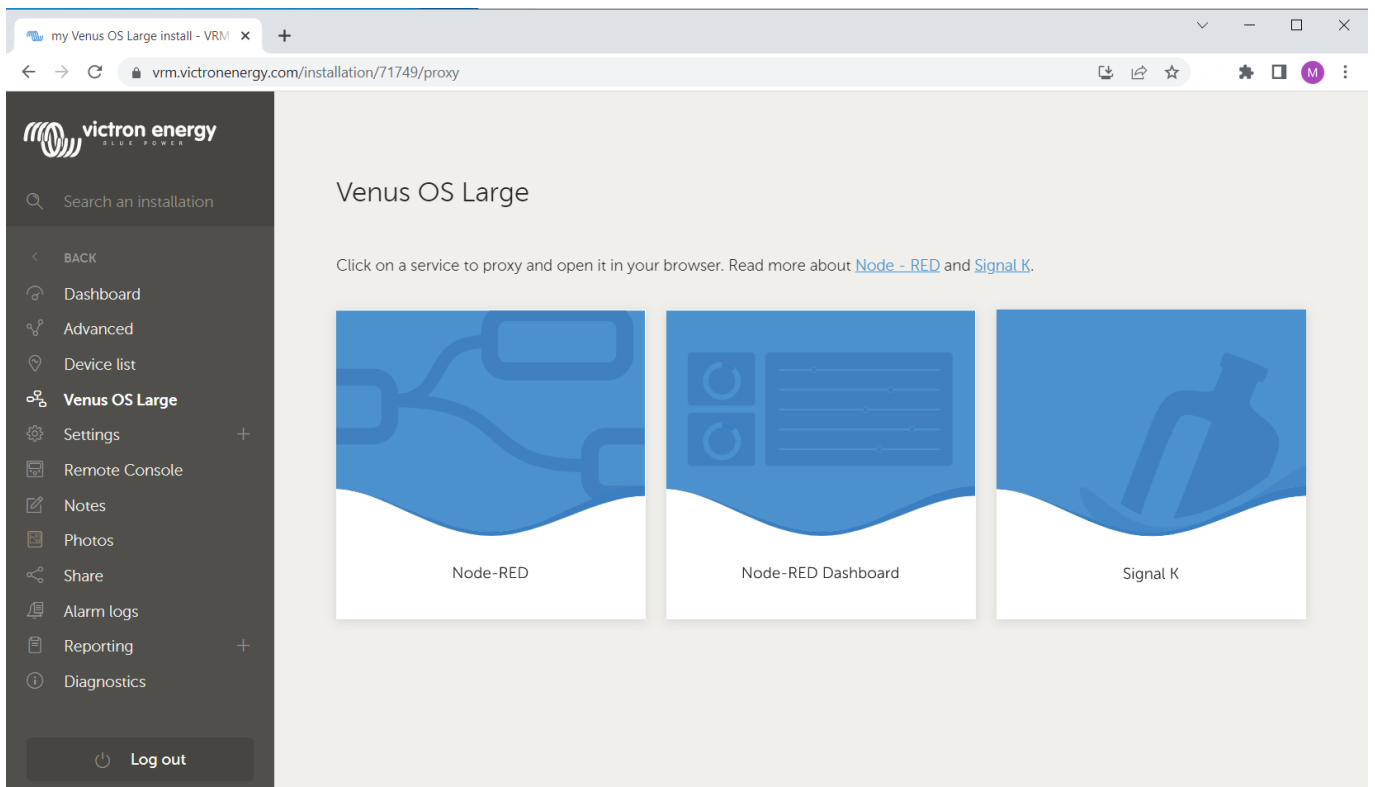 my Venus OS Large install - VRM
vrm.victronenergy.com/installation/71749/proxy
M
victron energy
BLUE POWER
Search an installation
BACK
Dashboard
Advanced
Device list
Venus OS Large
Settings
Remote Console
Notes
Photos
Share
Alarm logs
Reporting
Diagnostics
Log out
Venus OS Large
Click on a service to proxy and open it in your browser. Read more about Node - RED and Signal K.
Node-RED
Node-RED Dashboard
Signal K